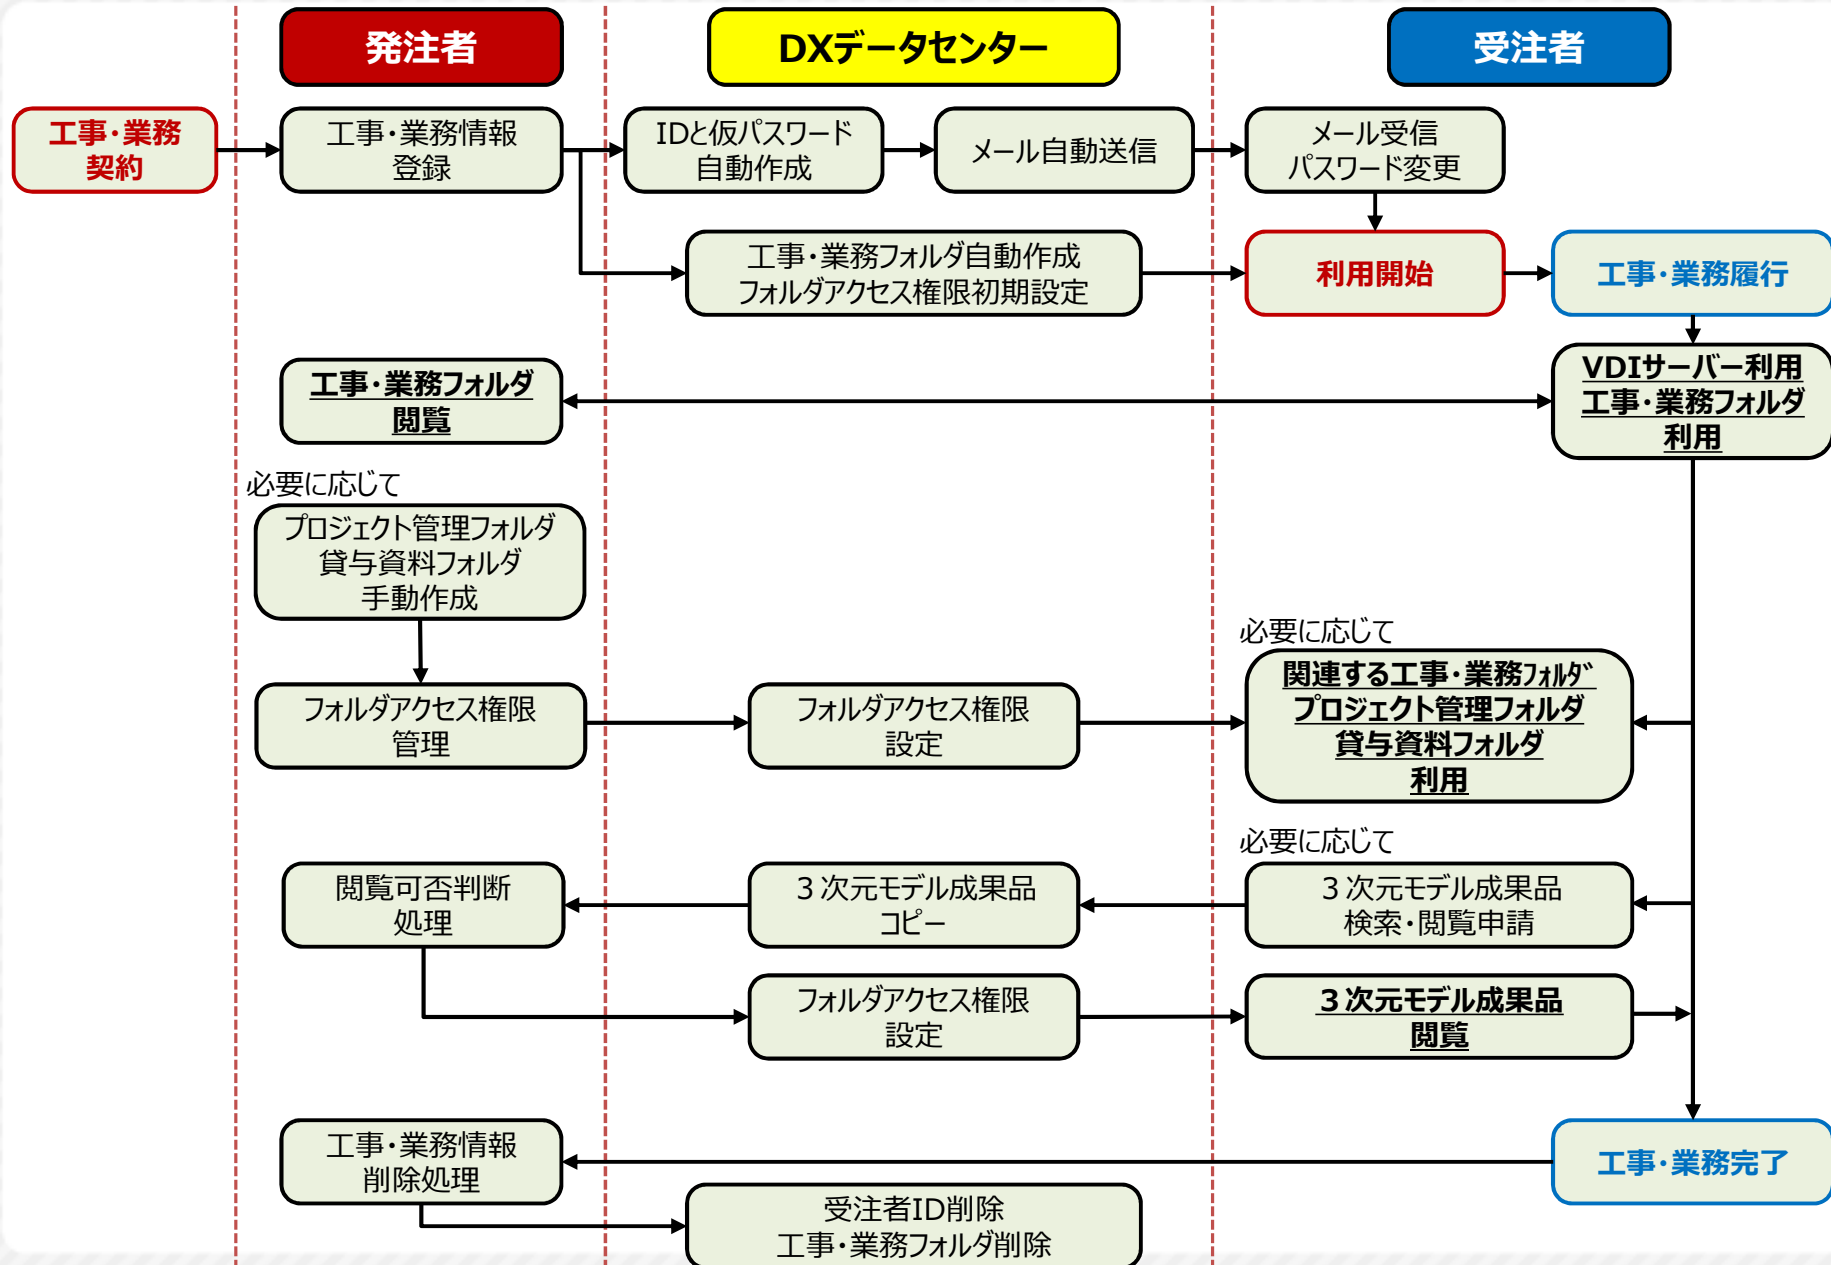 発注者
DXデータセンター
受注者
工事・業務
契約
工事・業務情報
登録
IDと仮パスワード
自動作成
メール自動送信
メール受信
パスワード変更
工事・業務フォルダ自動作成
フォルダアクセス権限初期設定
利用開始
工事・業務履行
工事・業務フォルダ
閲覧
VDIサーバー利用
工事・業務フォルダ
利用
必要に応じて
プロジェクト管理フォルダ
貸与資料フォルダ
手動作成
フォルダアクセス権限
管理
フォルダアクセス権限
設定
必要に応じて
関連する工事・業務フォルダ
プロジェクト管理フォルダ
貸与資料フォルダ
利用
必要に応じて
閲覧可否判断
処理
３次元モデル成果品
コピー
３次元モデル成果品
検索・閲覧申請
フォルダアクセス権限
設定
３次元モデル成果品
閲覧
工事・業務情報
削除処理
工事・業務完了
受注者ID削除
工事・業務フォルダ削除